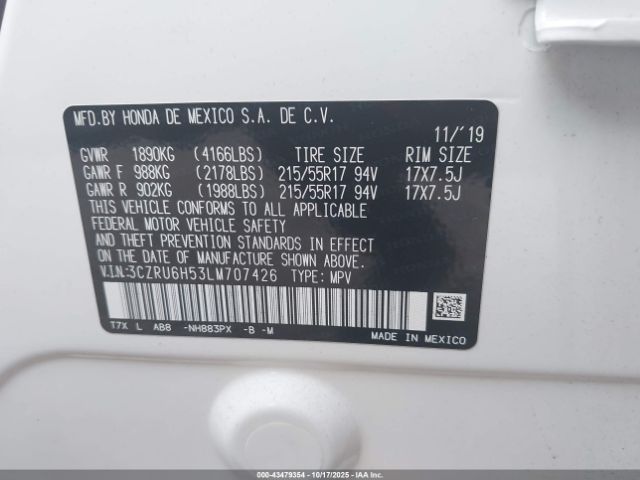 MFD.BY HONDA DE MEXICO S.A. DE C.V.
11/'19
GVWR 1890KG (4166LBS) TIRE SIZE RIM SIZE
GAWR F 988KG (2178LBS) 215/55R17 94V 17X7.5J
GAWR R 902KG (1988LBS) 215/55R17 94V 17X7.5J
THIS VEHICLE CONFORMS TO ALL APPLICABLE
FEDERAL MOTOR VEHICLE SAFETY
AND THEFT PREVENTION STANDARDS IN EFFECT
ON THE DATE OF MANUFACTURE SHOWN ABOVE.
V.I.N:3CZRU6H53LM707426 TYPE: MPV
T7X L AB8 -NH883PX -B -M
MADE IN MEXICO
000-43479354 | 10/17/2025 | IAA, Inc.